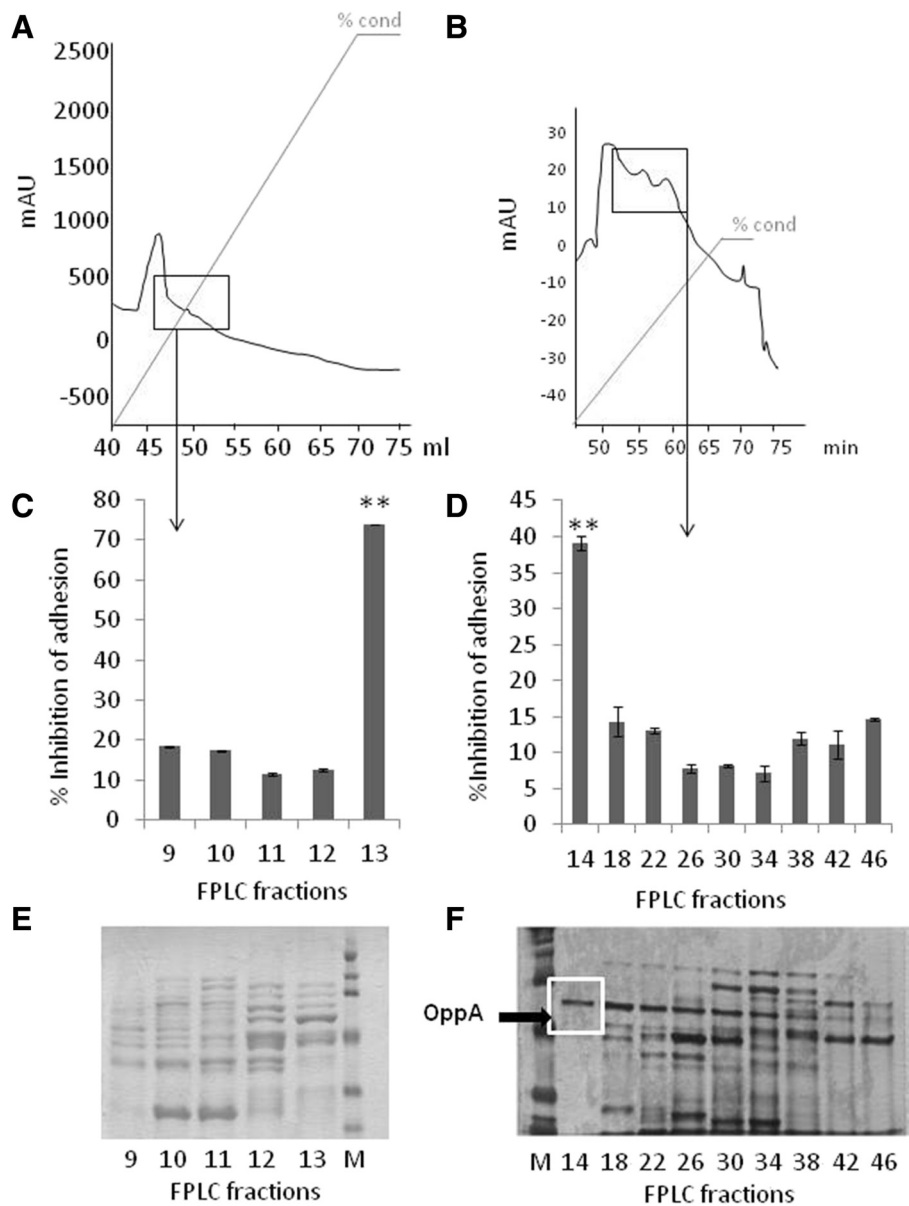 A
% cond
2500
2000
1500
1000
500
0
-500
mAU
40 45 50 55 60 65 70 75 ml
B
30
20
10
0
-10
-20
-30
-40
mAU
% cond
50 55 60 65 70 75 min
C
80
70
60
50
40
30
20
10
0
% Inhibition of adhesion
**
9 10 11 12 13
FPLC fractions
D
45
40
35
30
25
20
15
10
5
0
%Inhibition of adhesion
**
14 18 22 26 30 34 38 42 46
FPLC fractions
E
9 10 11 12 13 M
FPLC fractions
F
OppA
M 14 18 22 26 30 34 38 42 46
FPLC fractions